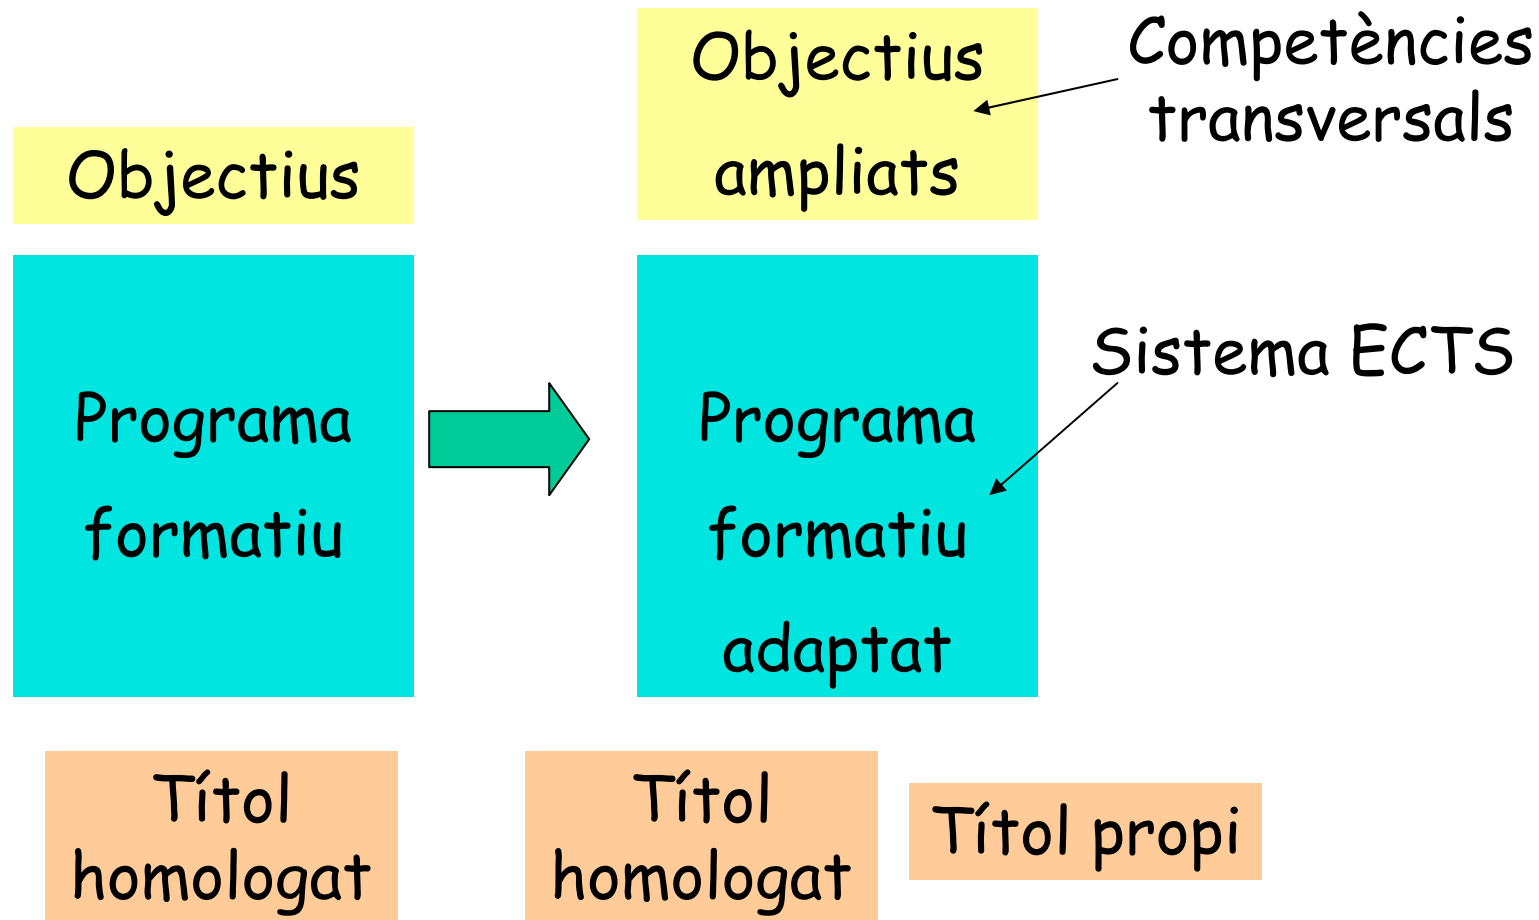 Objectius
Programa
formatiu
Títol
homologat
Objectius
ampliats
Competències
transversals
Programa
formatiu
adaptat
Sistema ECTS
Títol
homologat
Títol propi